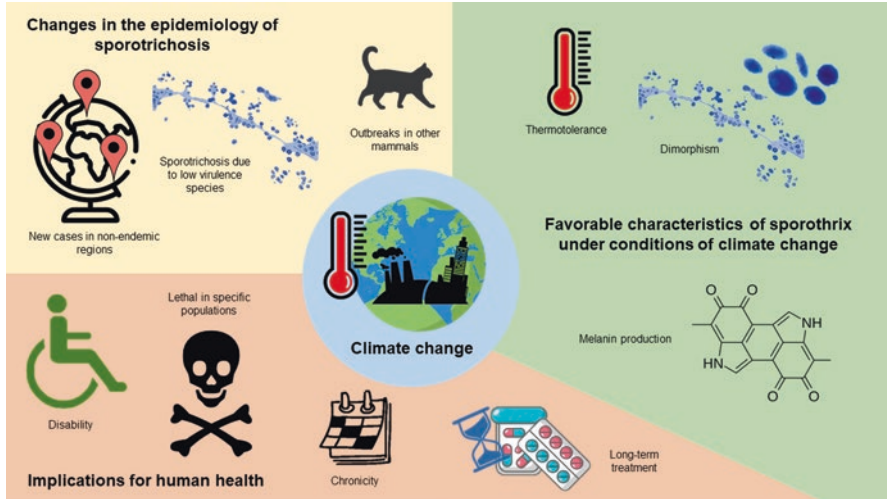 Changes in the epidemiology of
sporotrichosis
Outbreaks in other
mammals
Sporotrichosis due
to low virulence
species
New cases in non-endemic
regions
Thermotolerance
Dimorphism
Favorable characteristics of sporothrix
under conditions of climate change
Melanin production
O
O
NH
HN
O
O
Climate change
Lethal in specific
populations
Disability
Chronicity
Long-term
treatment
Implications for human health